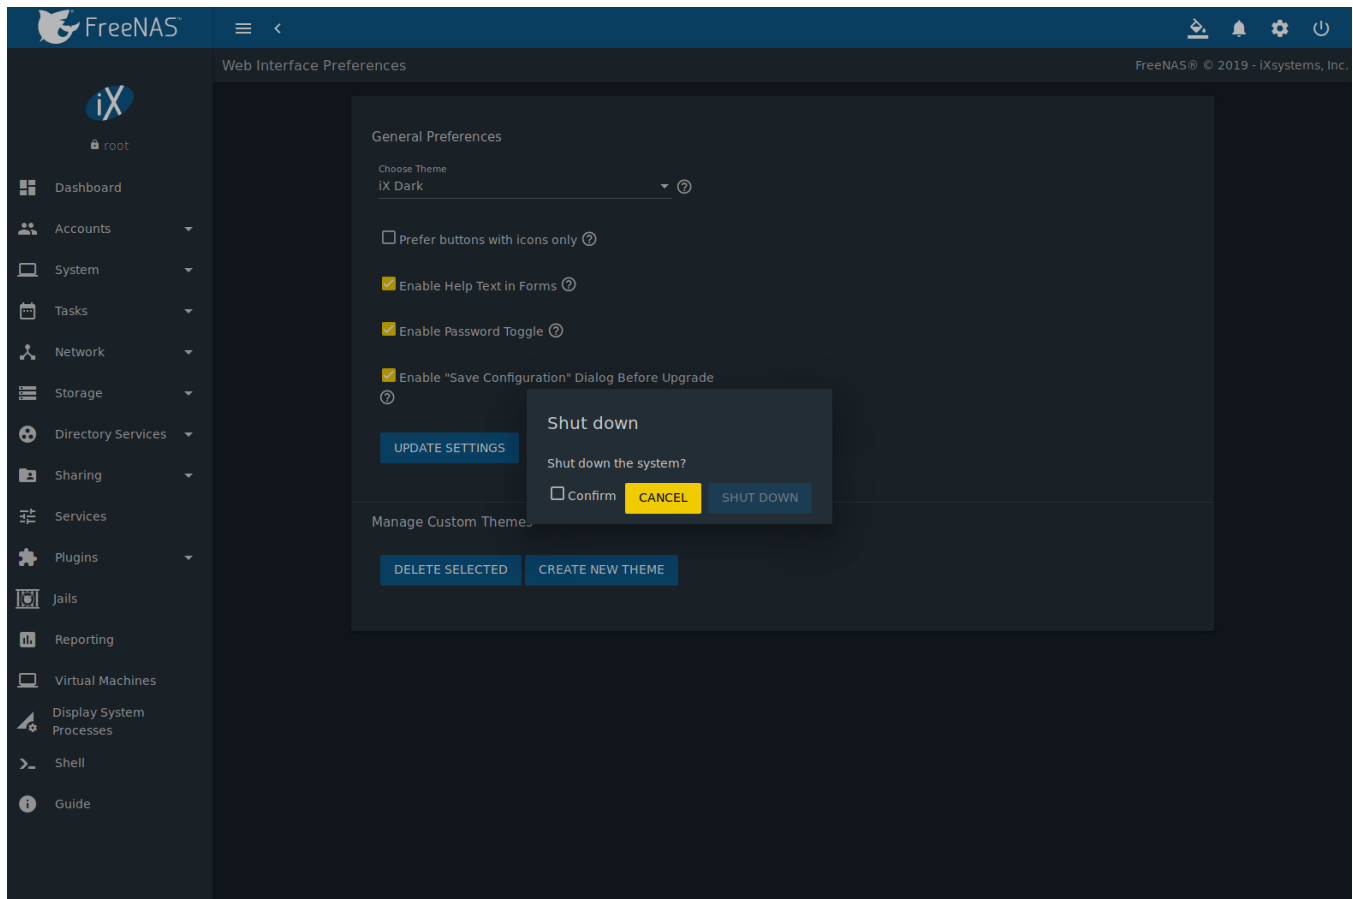 FreeNAS™
Web Interface Preferences
FreeNAS® © 2019 - iXsystems, Inc.
iX
root
Dashboard
Accounts
System
Tasks
Network
Storage
Directory Services
Sharing
Services
Plugins
Jails
Reporting
Virtual Machines
Display System
Processes
Shell
Guide
General Preferences
Choose Theme
iX Dark
Prefer buttons with icons only
Enable Help Text in Forms
Enable Password Toggle
Enable "Save Configuration" Dialog Before Upgrade
UPDATE SETTINGS
Shut down
Shut down the system?
Confirm CANCEL SHUT DOWN
Manage Custom Themes
DELETE SELECTED CREATE NEW THEME